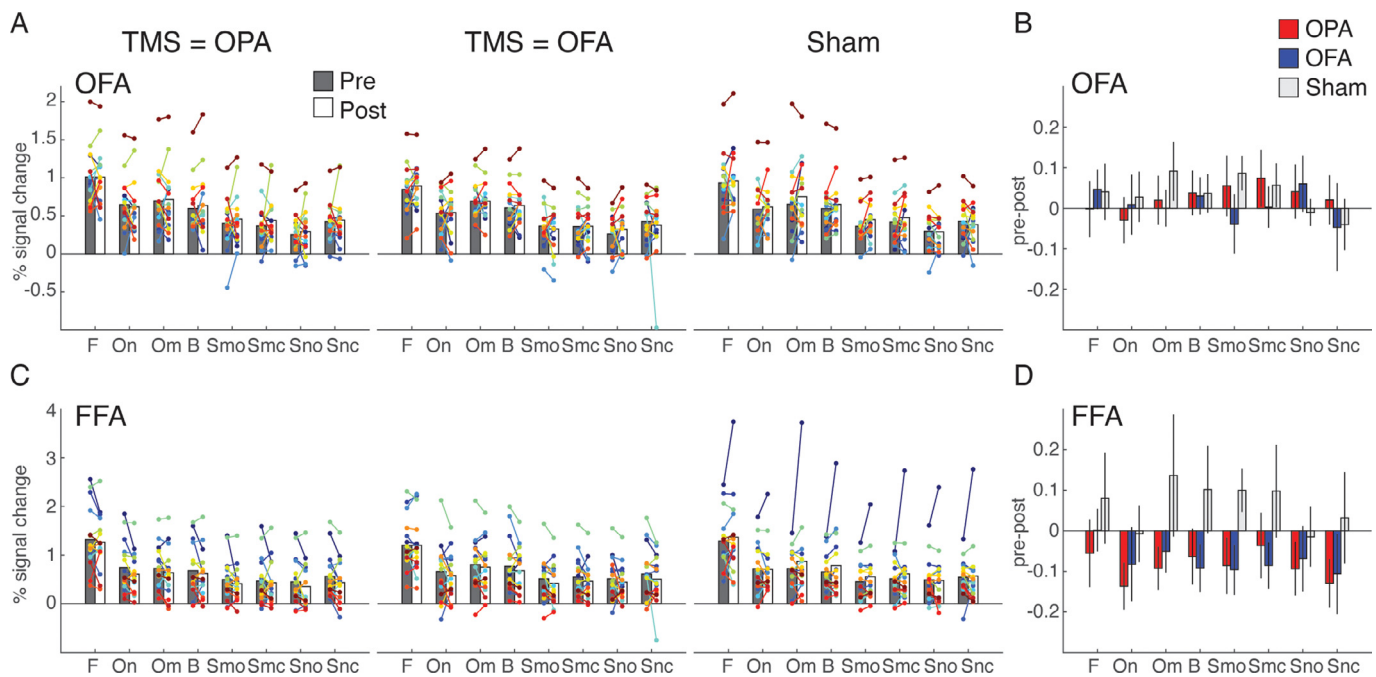 A
TMS = OPA
TMS = OFA
Sham
B
OPA
OFA
Sham
OFA
Pre
Post
OFA
% signal change
2
1.5
1
0.5
0
-0.5
F On Om B Smo Smc Sno Snc
F On Om B Smo Smc Sno Snc
F On Om B Smo Smc Sno Snc
pre-post
0.2
0.1
0
-0.1
-0.2
F On Om B Smo Smc Sno Snc
C
D
FFA
FFA
% signal change
4
3
2
1
0
F On Om B Smo Smc Sno Snc
F On Om B Smo Smc Sno Snc
F On Om B Smo Smc Sno Snc
pre-post
0.2
0.1
0
-0.1
-0.2
F On Om B Smo Smc Sno Snc